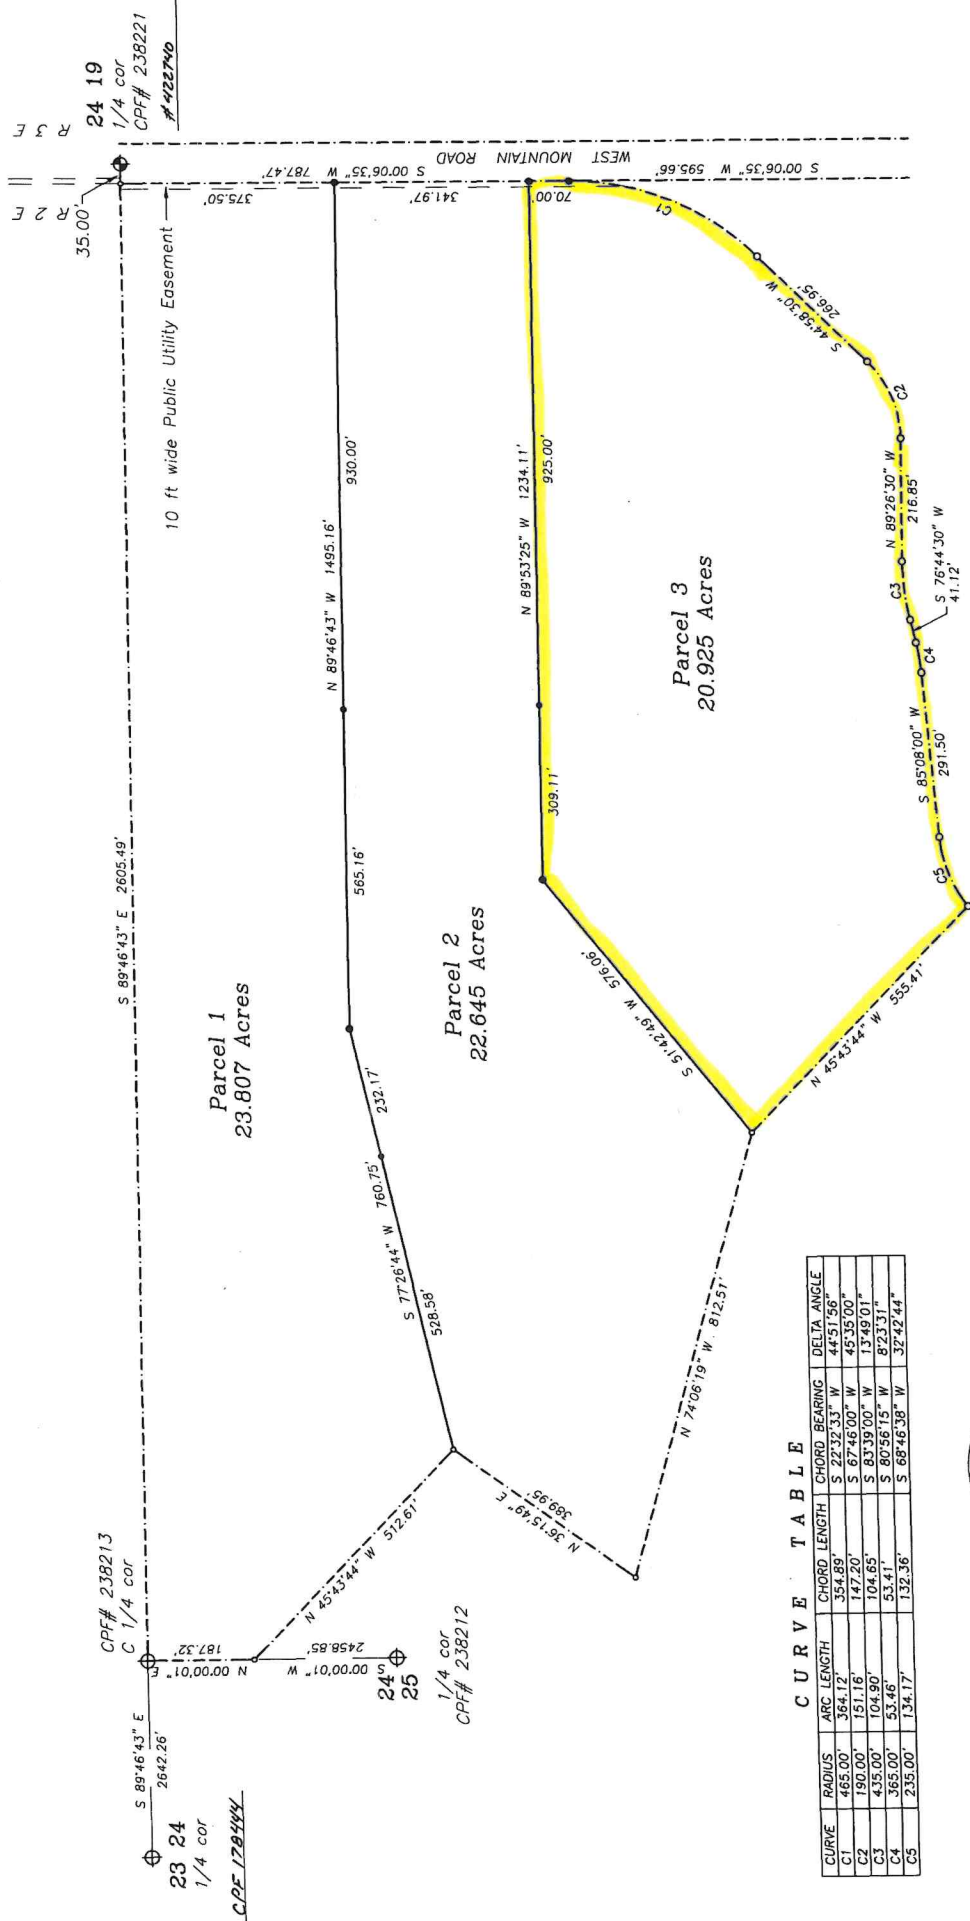 R 3 E
R 2 E
24 19
1/4 cor
CPF# 238221
#422740
35.00'
S 89°46'43" E 2605.49'
10 ft wide Public Utility Easement
S 00°06'35" W 787.47'
375.50'
341.97'
70.00'
WEST MOUNTAIN ROAD
S 00°06'35" W 595.66'
CPF# 238213
C 1/4 cor
S 89°46'43" E
2642.26'
23 24
1/4 cor
CPF 178444
N 00°00'01" E
187.32'
S 00°00'01" W
2458.85'
24
25
1/4 cor
CPF# 238212
Parcel 1
23.807 Acres
N 89°46'43" W 1495.16'
930.00'
565.16'
232.17'
S 77°26'44" W 760.75'
528.58'
N 45°43'44" W 512.61'
N 36°15'49" E
389.95'
N 74°06'19" W 812.51'
Parcel 2
22.645 Acres
N 89°53'25" W 1234.11'
925.00'
309.11'
S 51°42'49" W 576.06'
N 45°43'44" W 555.41'
Parcel 3
20.925 Acres
C1
S 44°58'30" W
266.95'
C2
N 89°26'30" W
216.85'
C3
S 76°44'30" W
41.12'
C4
S 85°08'00" W
291.50'
C5
CURVE TABLE
CURVE RADIUS ARC LENGTH CHORD LENGTH CHORD BEARING DELTA ANGLE
C1 465.00' 364.12' 354.89' S 22°32'33" W 44°51'56"
C2 190.00' 151.16' 147.20' S 67°46'00" W 45°35'00"
C3 435.00' 104.90' 104.65' S 83°39'00" W 13°49'01"
C4 365.00' 53.46' 53.41' S 80°56'15" W 8°23'31"
C5 235.00' 134.17' 132.36' S 68°46'38" W 32°42'44"